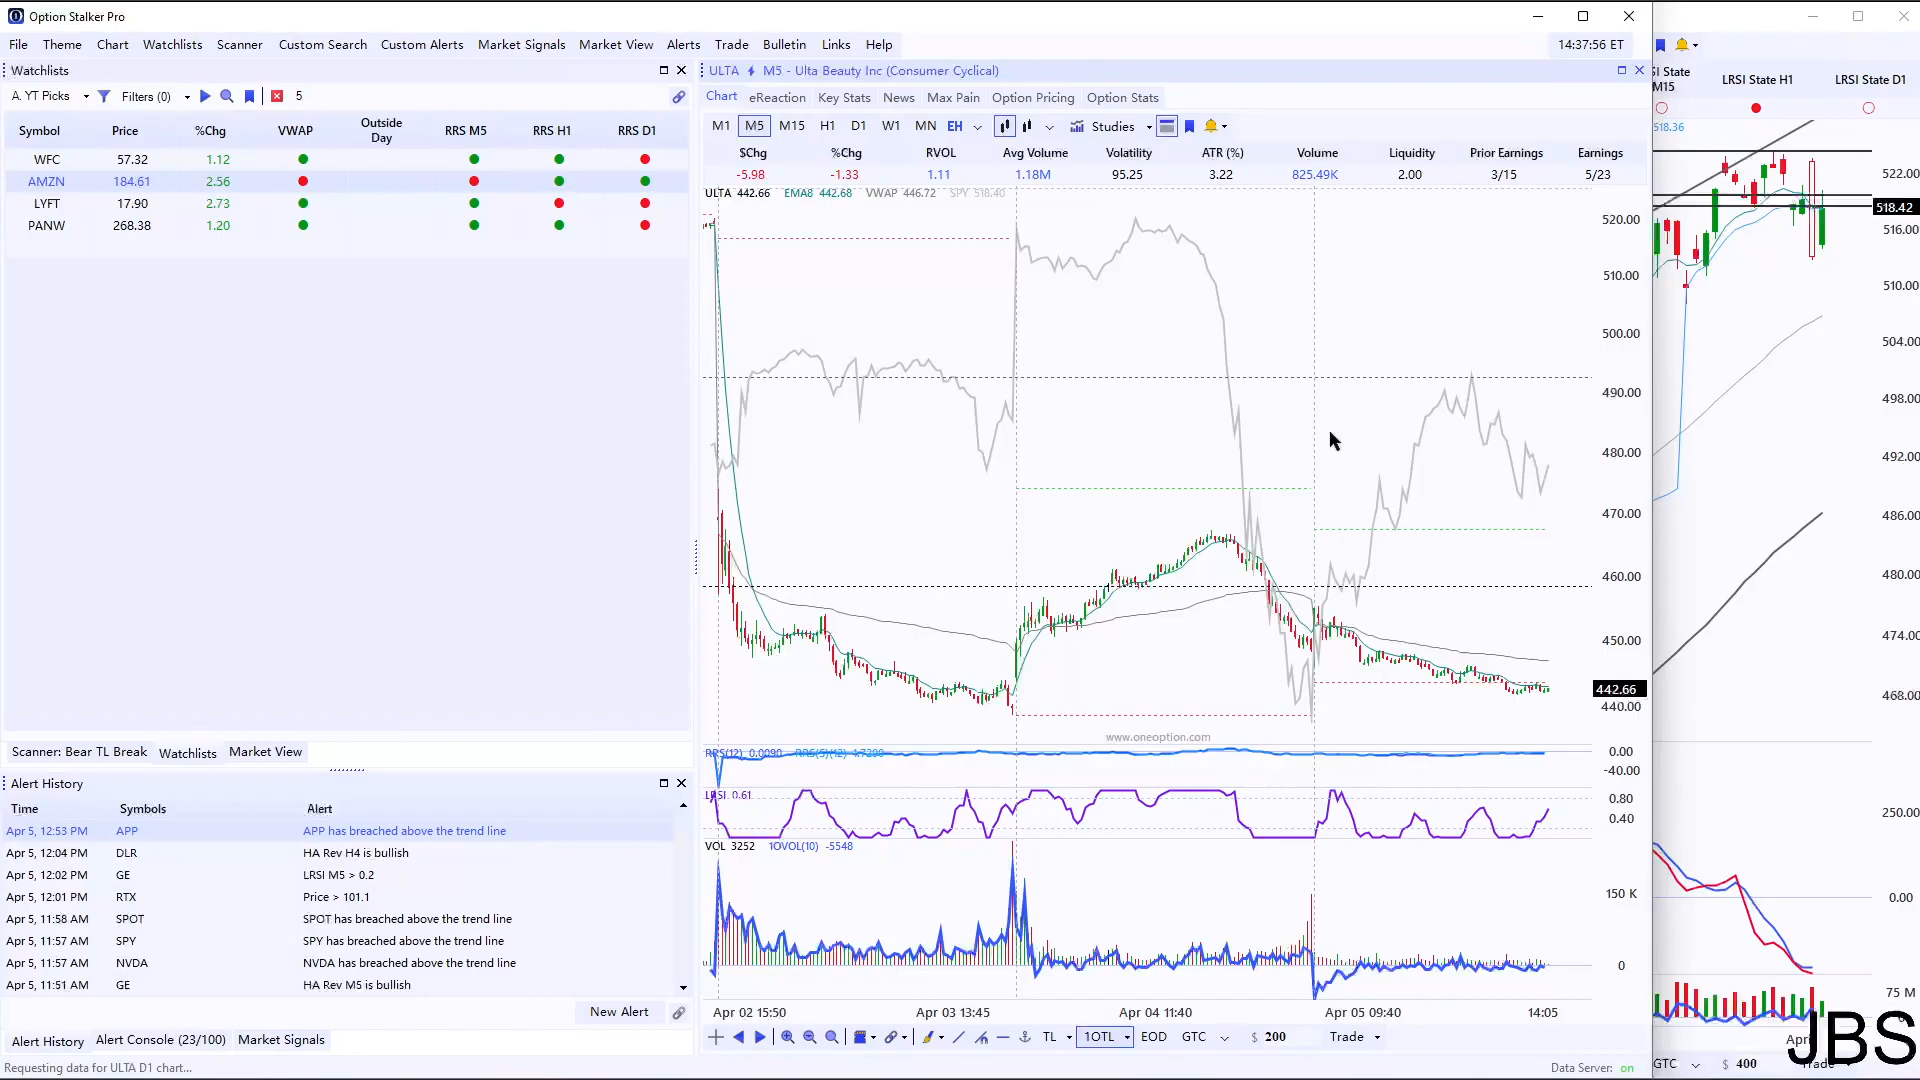 Option Stalker Pro
File Theme Chart Watchlists Scanner Custom Search Custom Alerts Market Signals Market View Alerts Trade Bulletin Links Help 14:37:56 ET
Watchlists
A. YT Picks Filters (0) 5
Symbol Price %Chg VWAP Outside Day RRS M5 RRS H1 RRS D1
WFC 57.32 1.12
AMZN 184.61 2.56
LYFT 17.90 2.73
PANW 268.38 1.20
Scanner: Bear TL Break Watchlists Market View
Alert History
Time Symbols Alert
Apr 5, 12:53 PM APP APP has breached above the trend line
Apr 5, 12:04 PM DLR HA Rev H4 is bullish
Apr 5, 12:02 PM GE LRSI M5 > 0.2
Apr 5, 12:01 PM RTX Price > 101.1
Apr 5, 11:58 AM SPOT SPOT has breached above the trend line
Apr 5, 11:57 AM SPY SPY has breached above the trend line
Apr 5, 11:57 AM NVDA NVDA has breached above the trend line
Apr 5, 11:51 AM GE HA Rev M5 is bullish
New Alert
Alert History Alert Console (23/100) Market Signals
Requesting data for ULTA D1 chart...
ULTA M5 - Ulta Beauty Inc (Consumer Cyclical)
Chart eReaction Key Stats News Max Pain Option Pricing Option Stats
M1 M5 M15 H1 D1 W1 MN EH Studies
$Chg %Chg RVOL Avg Volume Volatility ATR (%) Volume Liquidity Prior Earnings Earnings
-5.98 -1.33 1.11 1.18M 95.25 3.22 825.49K 2.00 3/15 5/23
ULTA 442.66 EMA8 442.68 VWAP 446.72 SPY 518.40
520.00
510.00
500.00
490.00
480.00
470.00
460.00
450.00
442.66
440.00
www.oneoption.com
RRS(12) 0.0090
0.00
-40.00
LRSI 0.61
0.80
0.40
VOL 3252 1OVOL(10) -5548
150 K
0
Apr 02 15:50 Apr 03 13:45 Apr 04 11:40 Apr 05 09:40 14:05
TL 1OTL EOD GTC $ 200 Trade
Data Server: on
SI State M15 LRSI State H1 LRSI State D1
518.36
522.00
518.42
516.00
510.00
504.00
498.00
492.00
486.00
480.00
474.00
468.00
250.00
0.00
75 M
JBS
GTC $ 400 Trade